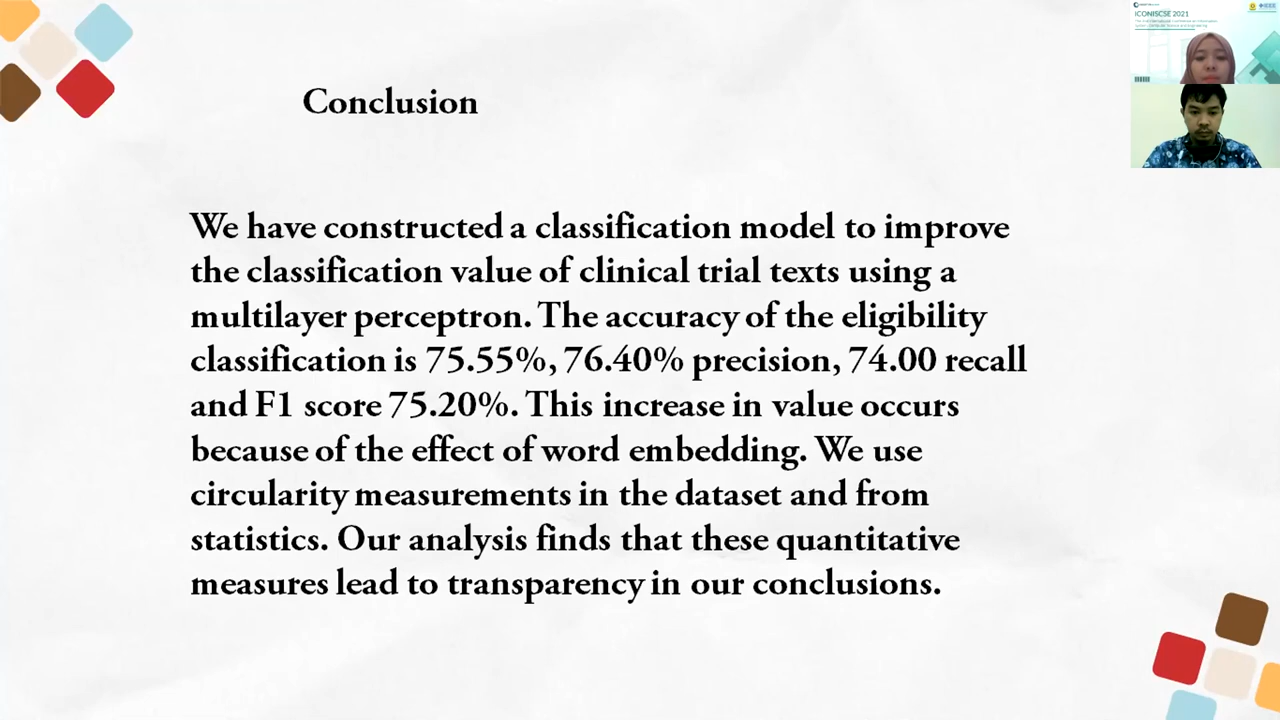 Conclusion
We have constructed a classification model to improve
the classification value of clinical trial texts using a
multilayer perceptron. The accuracy of the eligibility
classification is 75.55%, 76.40% precision, 74.00 recall
and F1 score 75.20%. This increase in value occurs
because of the effect of word embedding. We use
circularity measurements in the dataset and from
statistics. Our analysis finds that these quantitative
measures lead to transparency in our conclusions.
ICONISCSE 2021
IEEE